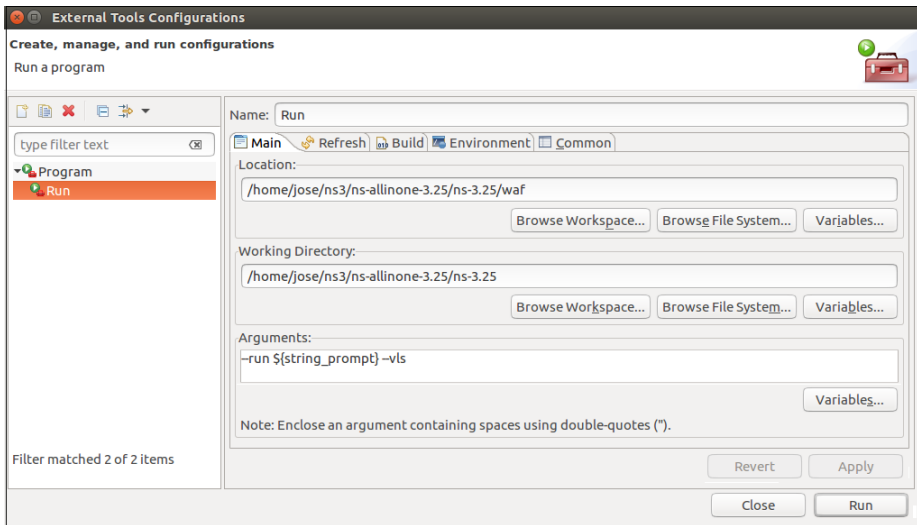 External Tools Configurations
Create, manage, and run configurations
Run a program
type filter text
Program
Run
Filter matched 2 of 2 items
Name: Run
Main Refresh Build Environment Common
Location:
/home/jose/ns3/ns-allinone-3.25/ns-3.25/waf
Browse Workspace... Browse File System... Variables...
Working Directory:
/home/jose/ns3/ns-allinone-3.25/ns-3.25
Browse Workspace... Browse File System... Variables...
Arguments:
–run ${string_prompt} –vls
Variables...
Note: Enclose an argument containing spaces using double-quotes (").
Revert Apply
Close Run